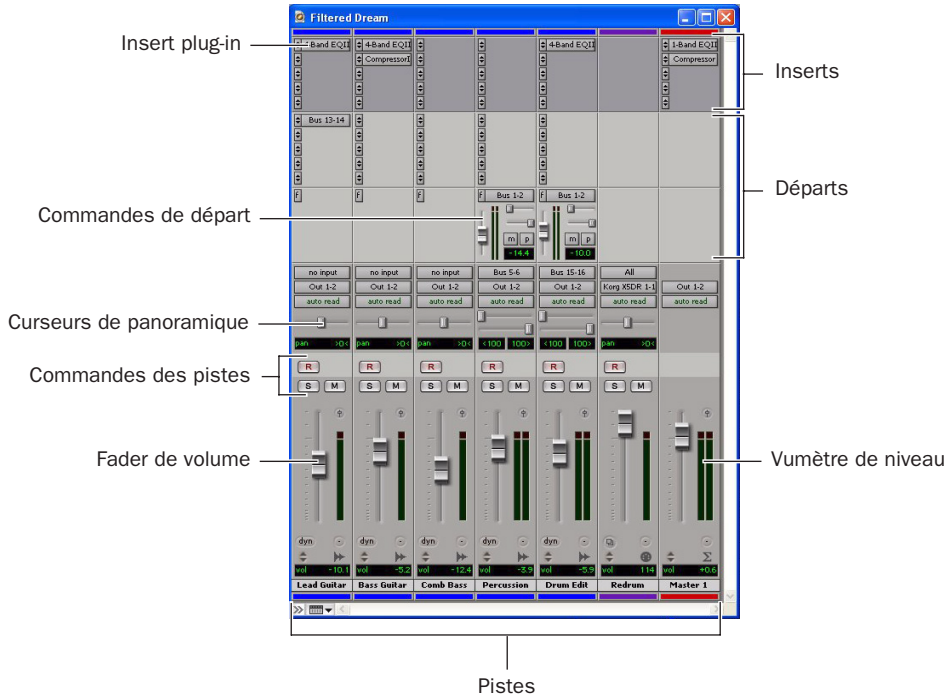 Filtered Dream
Insert plug-in
-Band EQII 4-Band EQII 4-Band EQII 1-Band EQII
CompressorI Compressor
Inserts
Bus 13-14
Départs
f f f f Bus 1-2 f Bus 1-2
Commandes de départ
m p m p
-14.4 -10.0
no input no input no input Bus 5-6 Bus 15-16 All
Out 1-2 Out 1-2 Out 1-2 Out 1-2 Out 1-2 Korg X5DR 1-1 Out 1-2
auto read auto read auto read auto read auto read auto read auto read
Curseurs de panoramique
pan >0< pan >0< pan >0< <100 100> <100 100> pan >0<
Commandes des pistes
R R R R R R
S M S M S M S M S M S M
Fader de volume
Vumètre de niveau
dyn dyn dyn dyn dyn
Σ
vol -10.1 vol -5.2 vol -12.4 vol -3.9 vol -5.9 vol 114 vol +0.6
Lead Guitar Bass Guitar Comb Bass Percussion Drum Edit Redrum Master 1
Pistes